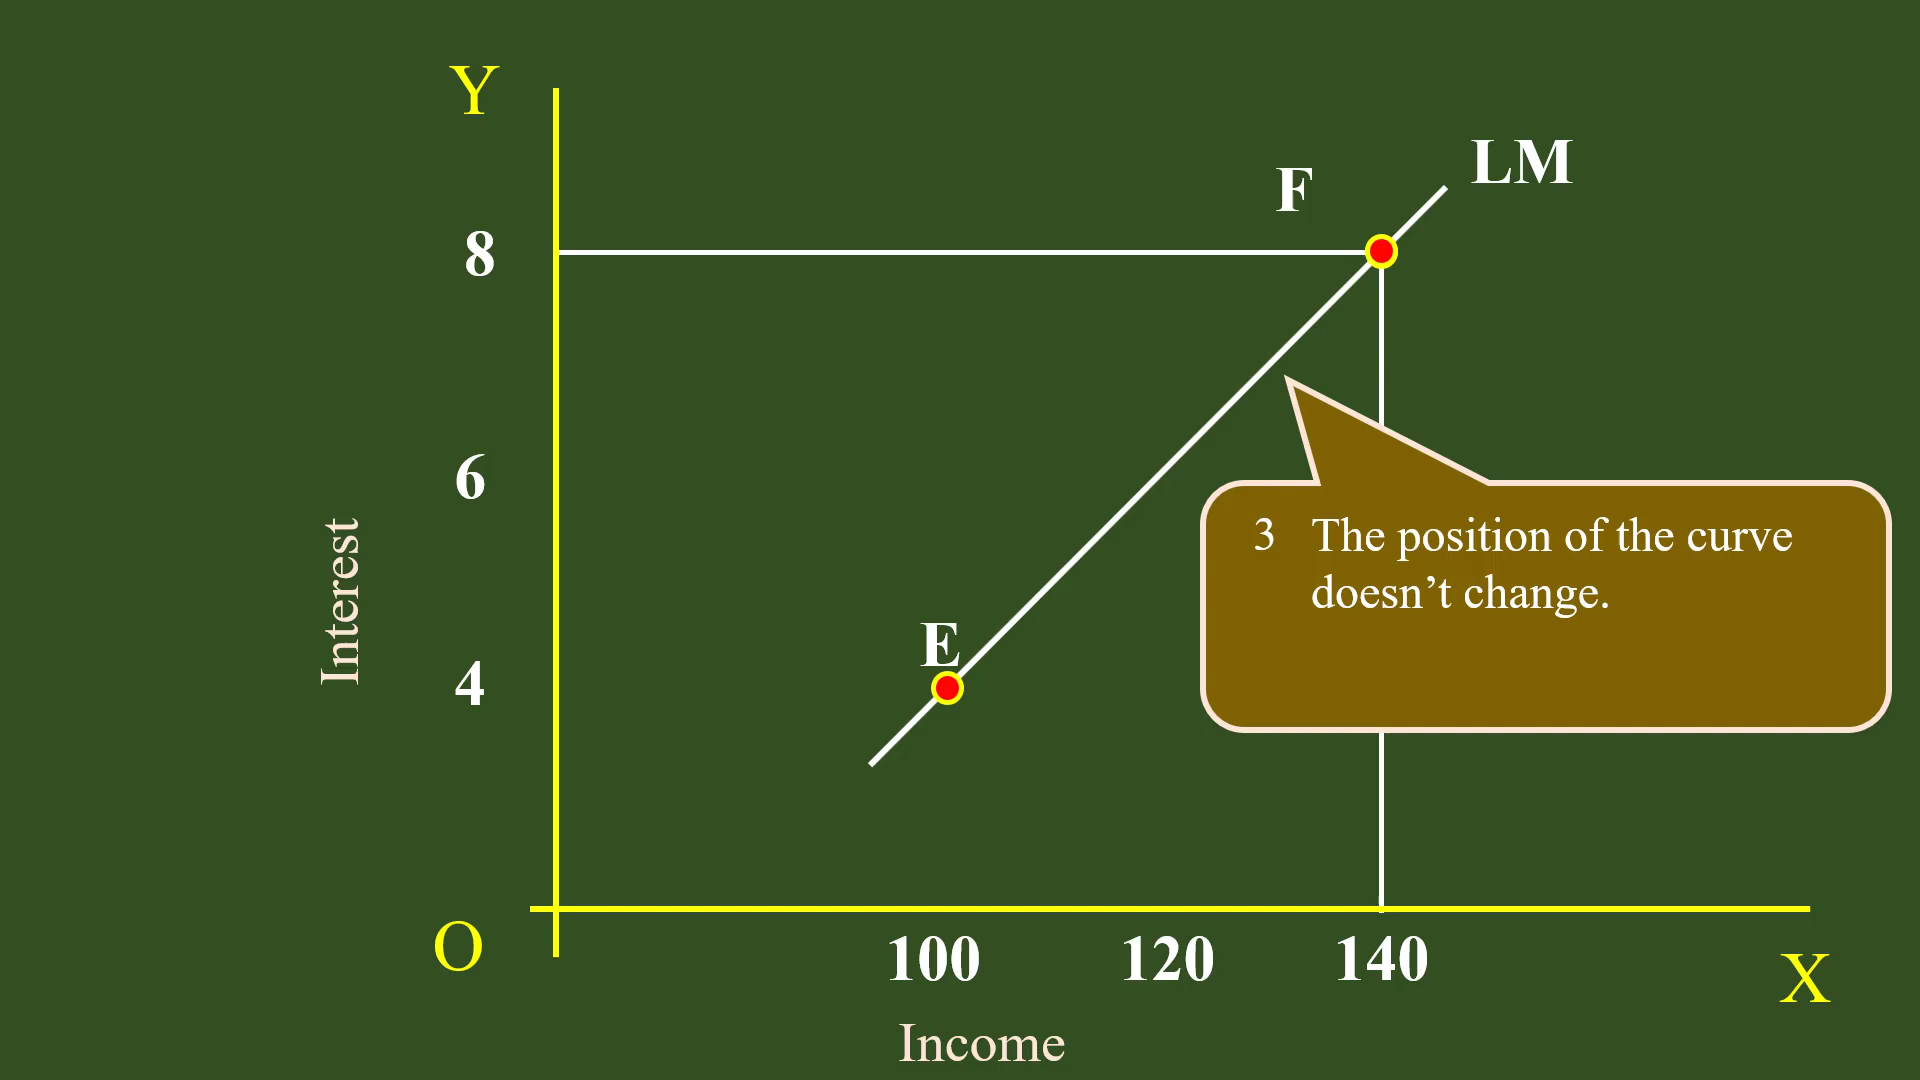 Y
LM
F
8
6
3 The position of the curve
doesn’t change.
Interest
E
4
O
100 120 140
X
Income